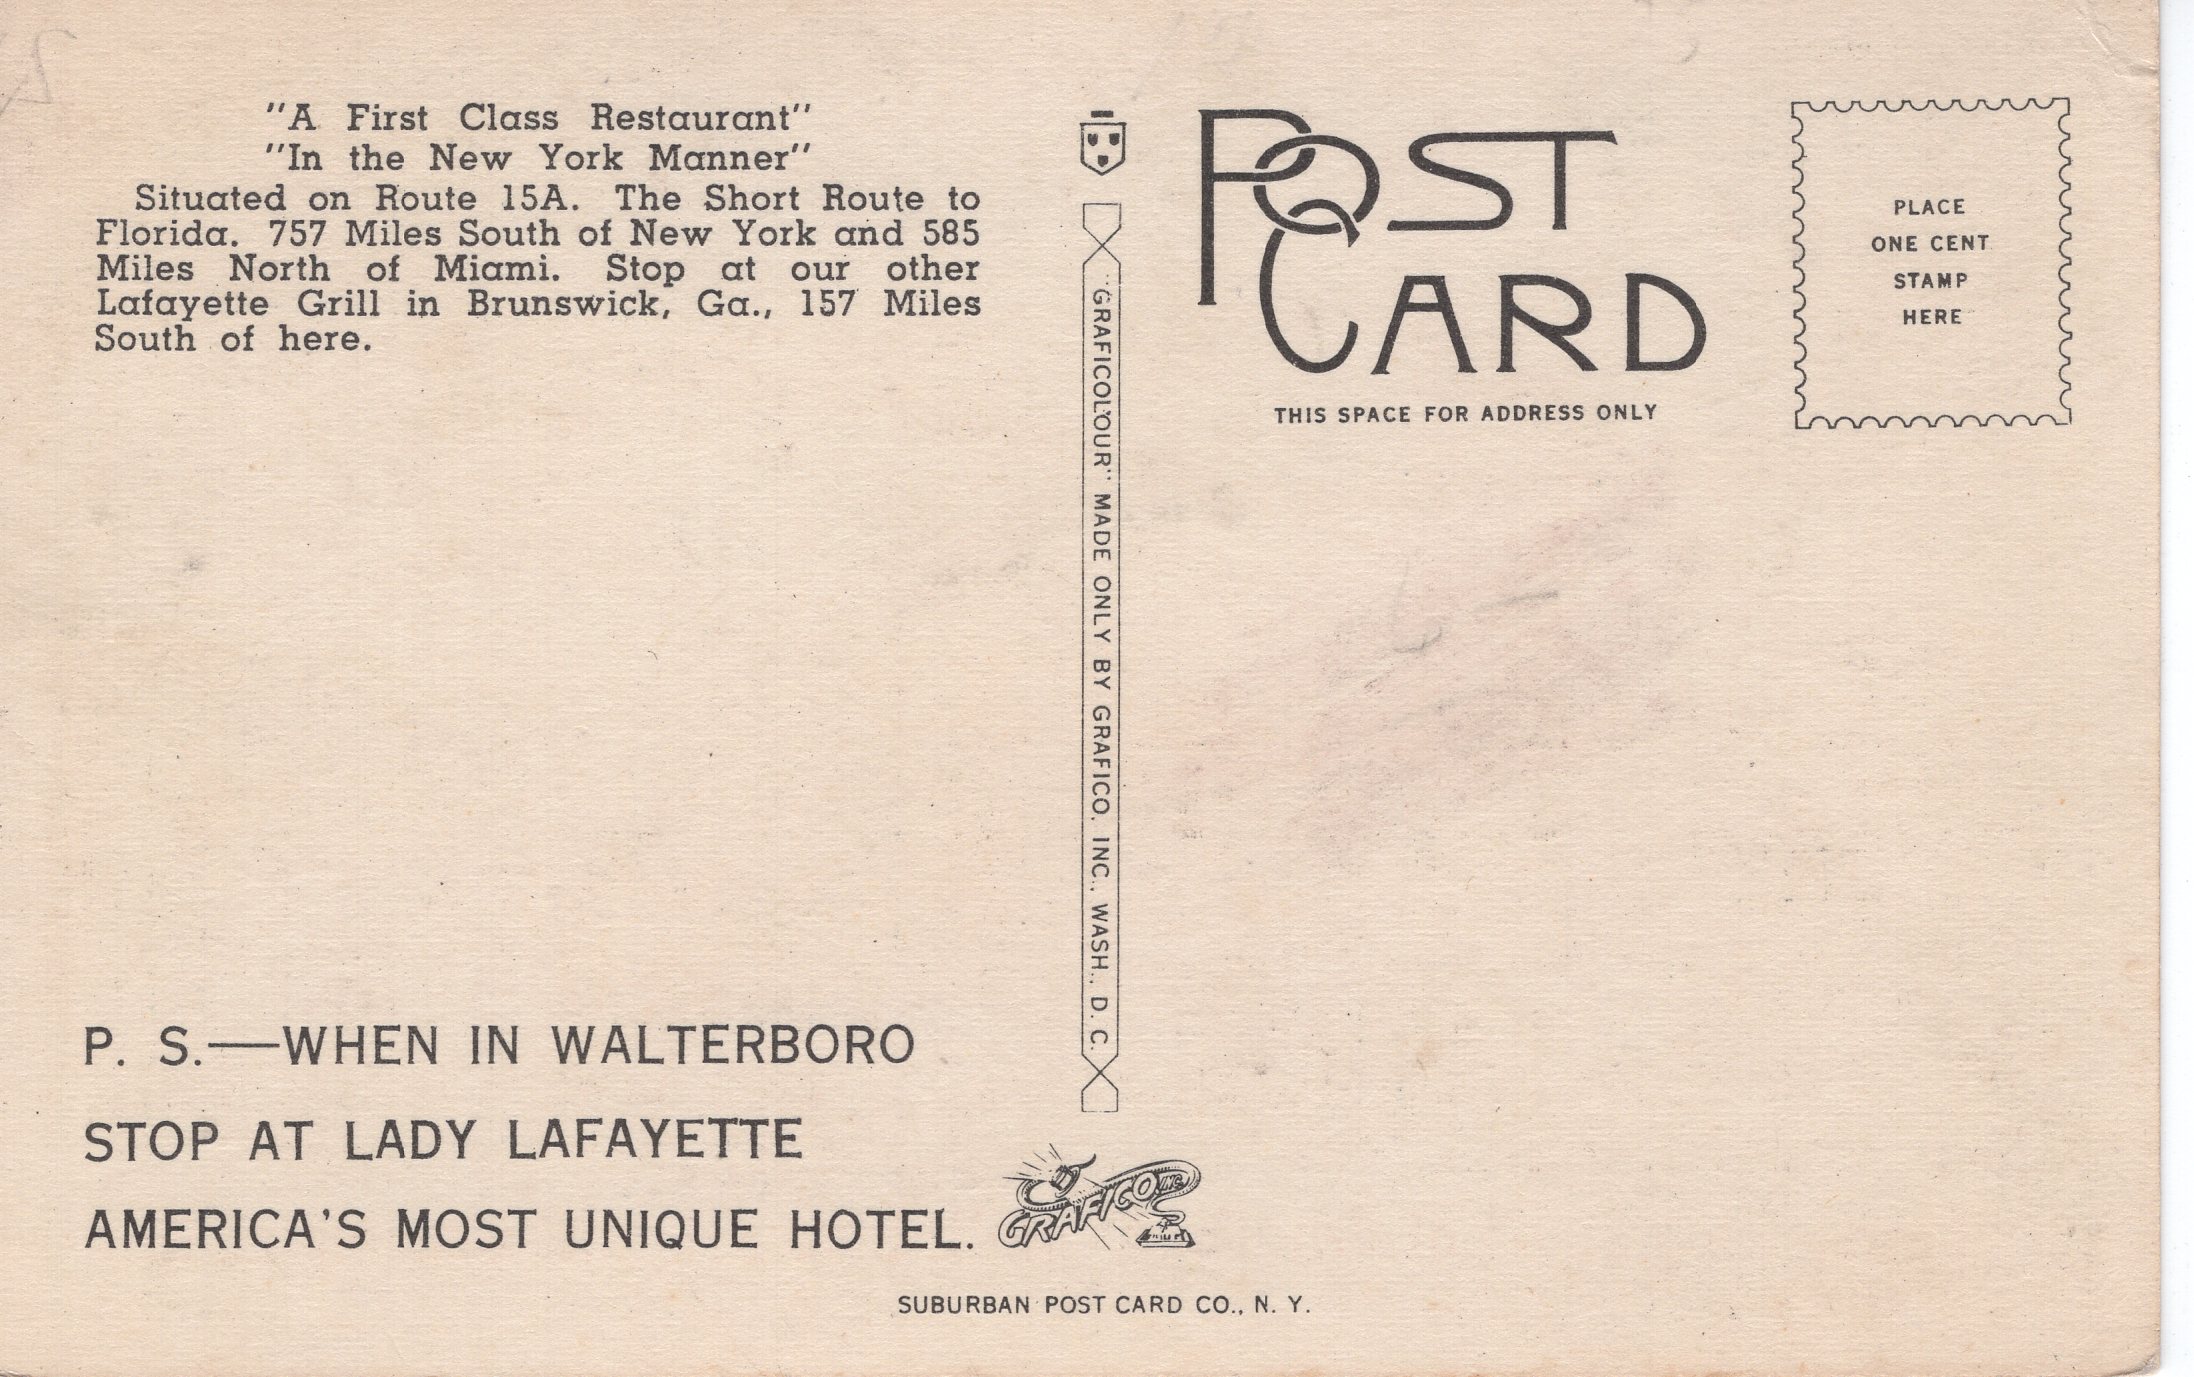 "A First Class Restaurant"
"In the New York Manner"
Situated on Route 15A. The Short Route to
Florida. 757 Miles South of New York and 585
Miles North of Miami. Stop at our other
Lafayette Grill in Brunswick, Ga., 157 Miles
South of here.
P. S.—WHEN IN WALTERBORO
STOP AT LADY LAFAYETTE
AMERICA'S MOST UNIQUE HOTEL.
"GRAFICOLOUR" MADE ONLY BY GRAFICO, INC., WASH., D. C.
GRAFICO INC.
SUBURBAN POST CARD CO., N. Y.
POST
CARD
THIS SPACE FOR ADDRESS ONLY
PLACE
ONE CENT
STAMP
HERE